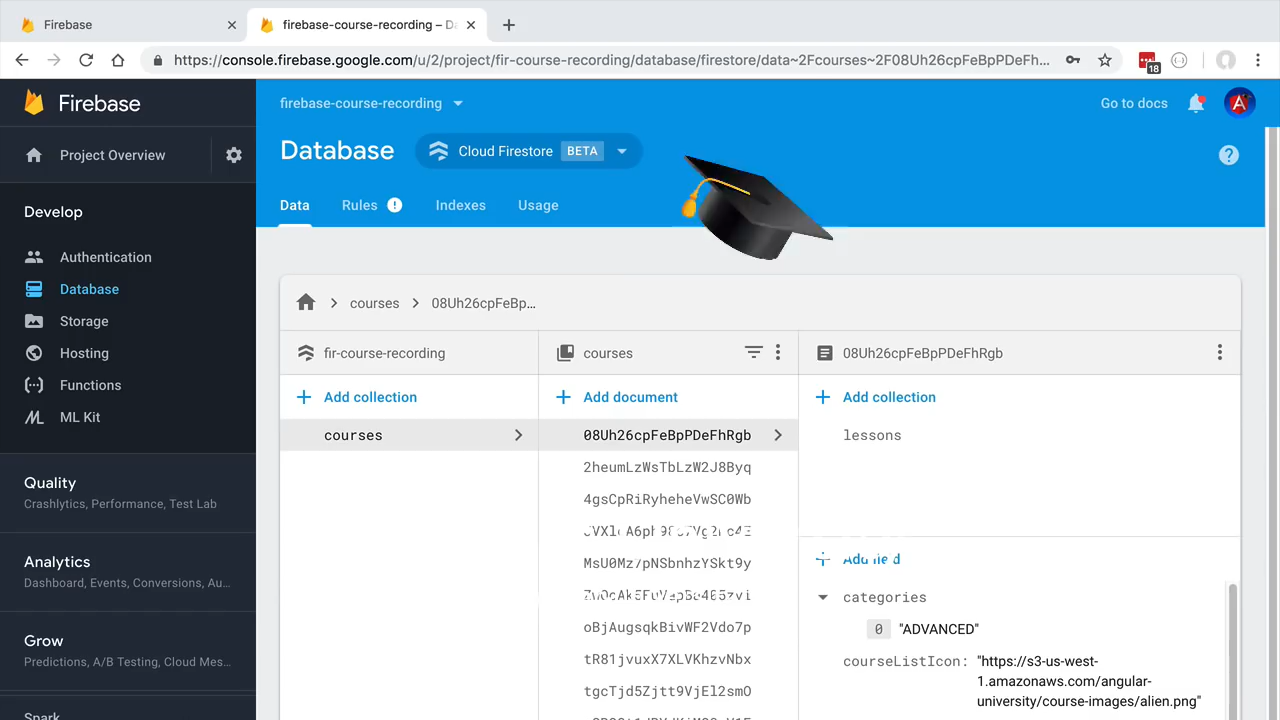 Firebase
firebase-course-recording – Da
https://console.firebase.google.com/u/2/project/fir-course-recording/database/firestore/data~2Fcourses~2F08Uh26cpFeBpPDeFh...
18
Firebase
firebase-course-recording
Go to docs
Project Overview
Database
Cloud Firestore
BETA
Data
Rules
Indexes
Usage
Develop
Authentication
Database
Storage
Hosting
Functions
ML Kit
Quality
Crashlytics, Performance, Test Lab
Analytics
Dashboard, Events, Conversions, Au...
Grow
Predictions, A/B Testing, Cloud Mes...
Spark
courses
08Uh26cpFeBp...
fir-course-recording
courses
08Uh26cpFeBpPDeFhRgb
Add collection
Add document
Add collection
courses
08Uh26cpFeBpPDeFhRgb
lessons
2heumLzWsTbLzW2J8Byq
4gsCpRiRyheheVwSC0Wb
MsU0Mz7pNSbnhzYSkt9y
oBjAugsqkBivWF2Vdo7p
tR81jvuxX7XLVKhzvNbx
tgcTjd5Zjtt9VjEl2smO
Add field
categories
0 "ADVANCED"
courseListIcon: "https://s3-us-west-
1.amazonaws.com/angular-
university/course-images/alien.png"